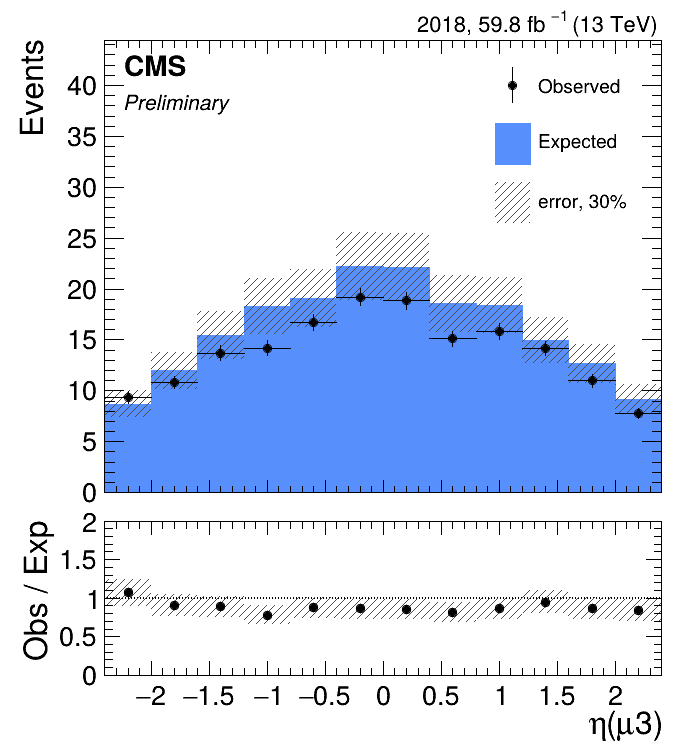 2018, 59.8 fb⁻¹ (13 TeV)
CMS
Preliminary
Events
Observed
Expected
error, 30%
40
35
30
25
20
15
10
5
0
Obs / Exp
2
1.5
1
0.5
0
−2 −1.5 −1 −0.5 0 0.5 1 1.5 2
η(μ3)